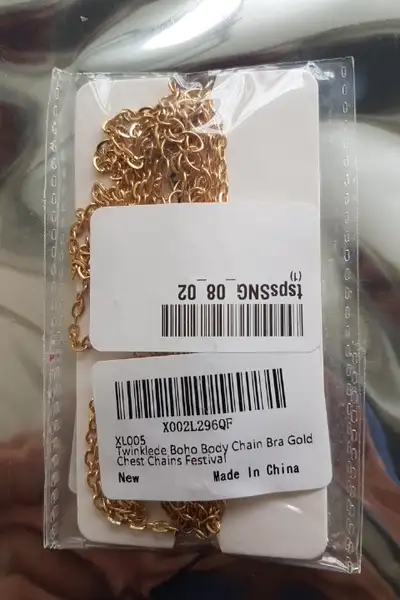 tspsSNG_08_02
(1)
X002L296QF
XL005
Twinklede Boho Body Chain Bra Gold
Chest Chains Festival
New Made In China